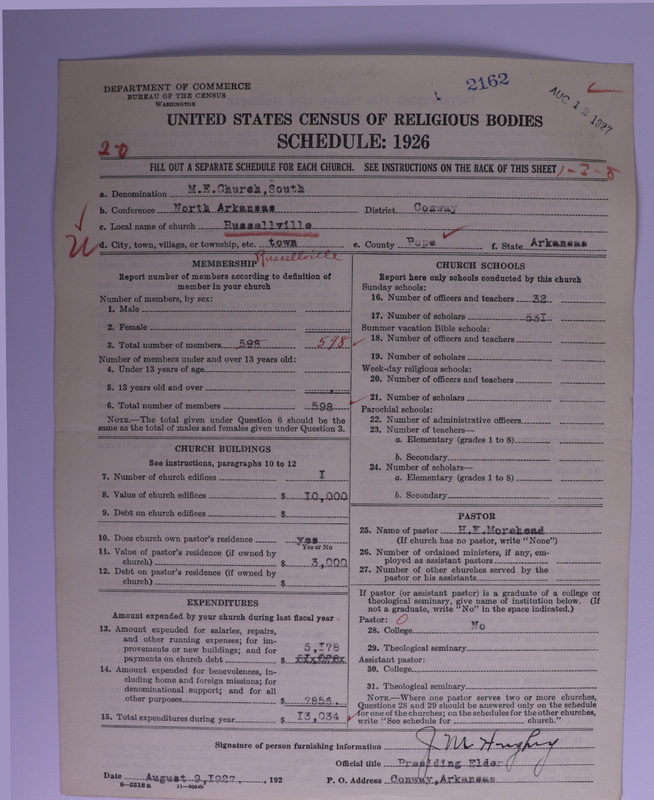 2162
AUG 12 1927
DEPARTMENT OF COMMERCE
BUREAU OF THE CENSUS
WASHINGTON
UNITED STATES CENSUS OF RELIGIOUS BODIES
SCHEDULE: 1926
20
FILL OUT A SEPARATE SCHEDULE FOR EACH CHURCH. SEE INSTRUCTIONS ON THE BACK OF THIS SHEET
1-2-8
a. Denomination M.E.Church,South
b. Conference North Arkansas District Conway
c. Local name of church Russellville
d. City, town, village, or township, etc. town e. County Pope f. State Arkansas
Russellville
MEMBERSHIP
Report number of members according to definition of
member in your church
Number of members, by sex:
1. Male
2. Female
3. Total number of members 598 598
Number of members under and over 13 years old:
4. Under 13 years of age
5. 13 years old and over
6. Total number of members 598
NOTE.—The total given under Question 6 should be the
same as the total of males and females given under Question 3.
CHURCH BUILDINGS
See instructions, paragraphs 10 to 12
7. Number of church edifices 1
8. Value of church edifices $ 10,000
9. Debt on church edifices $
10. Does church own pastor's residence yes
Yes or No
11. Value of pastor's residence (if owned by
church) $ 3,000
12. Debt on pastor's residence (if owned by
church) $
EXPENDITURES
Amount expended by your church during last fiscal year
13. Amount expended for salaries, repairs,
and other running expenses; for im-
provements or new buildings; and for 5,178
payments on church debt $
14. Amount expended for benevolences, in-
cluding home and foreign missions; for
denominational support; and for all
other purposes $ 7856.
15. Total expenditures during year $ 13,034
CHURCH SCHOOLS
Report here only schools conducted by this church
Sunday schools:
16. Number of officers and teachers 32
17. Number of scholars 531
Summer vacation Bible schools:
18. Number of officers and teachers
19. Number of scholars
Week-day religious schools:
20. Number of officers and teachers
21. Number of scholars
Parochial schools:
22. Number of administrative officers
23. Number of teachers—
a. Elementary (grades 1 to 8)
b. Secondary
24. Number of scholars—
a. Elementary (grades 1 to 8)
b. Secondary
PASTOR
25. Name of pastor H.K.Morehead
(If church has no pastor, write "None")
26. Number of ordained ministers, if any, em-
ployed as assistant pastors
27. Number of other churches served by the
pastor or his assistants
If pastor (or assistant pastor) is a graduate of a college or
theological seminary, give name of institution below. (If
not a graduate, write "No" in the space indicated.)
Pastor: 0
28. College No
29. Theological seminary
Assistant pastor:
30. College
31. Theological seminary
NOTE.—Where one pastor serves two or more churches,
Questions 28 and 29 should be answered only on the schedule
for one of the churches; on the schedules for the other churches,
write "See schedule for church."
Signature of person furnishing information J M Hughey
Official title Presiding Elder
Date August 9,1927. , 192 P. O. Address Conway,Arkansas
8-5518a